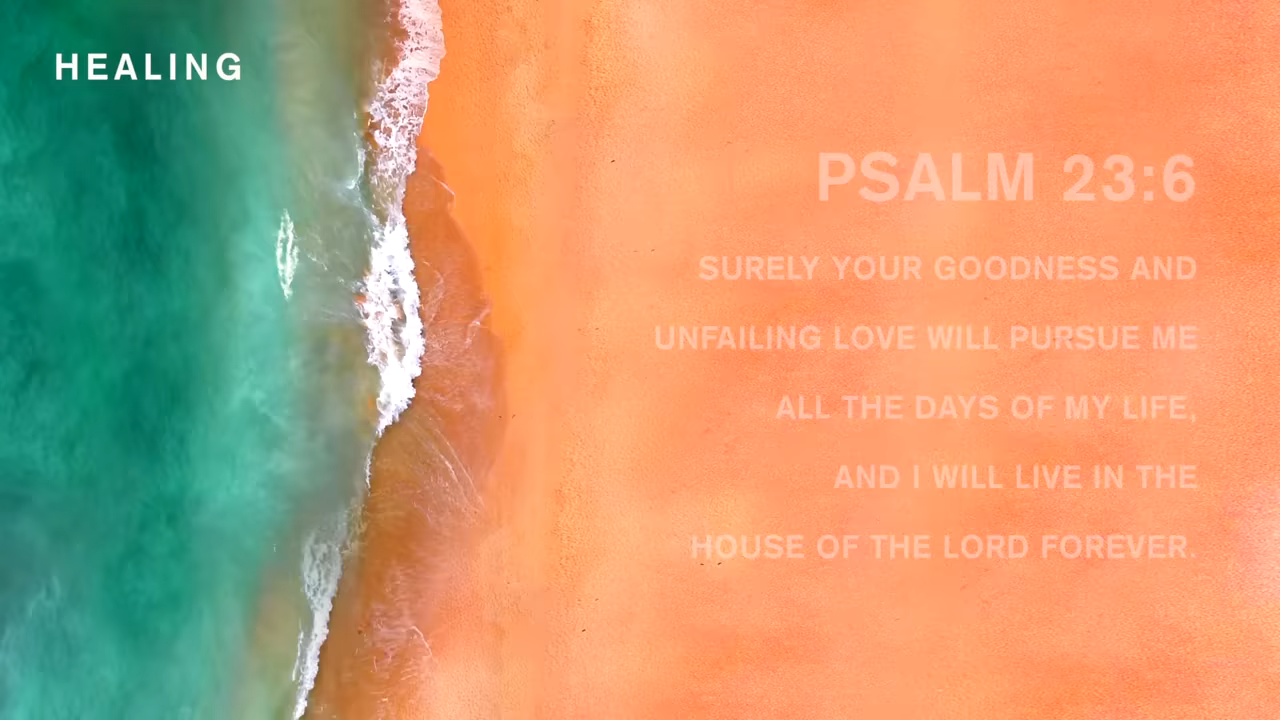 HEALING
PSALM 23:6
SURELY YOUR GOODNESS AND
UNFAILING LOVE WILL PURSUE ME
ALL THE DAYS OF MY LIFE,
AND I WILL LIVE IN THE
HOUSE OF THE LORD FOREVER.